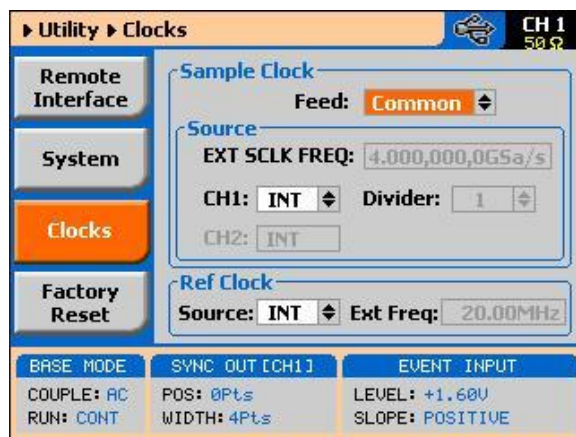 ▶ Utility ▶ Clocks
CH 1
50 Ω
Remote
Interface
System
Clocks
Factory
Reset
Sample Clock
Feed: Common
Source
EXT SCLK FREQ: 4.000,000,0GSa/s
CH1: INT Divider: 1
CH2: INT
Ref Clock
Source: INT Ext Freq: 20.00MHz
BASE MODE
COUPLE: AC
RUN: CONT
SYNC OUT [CH1]
POS: 0Pts
WIDTH: 4Pts
EVENT INPUT
LEVEL: +1.60V
SLOPE: POSITIVE